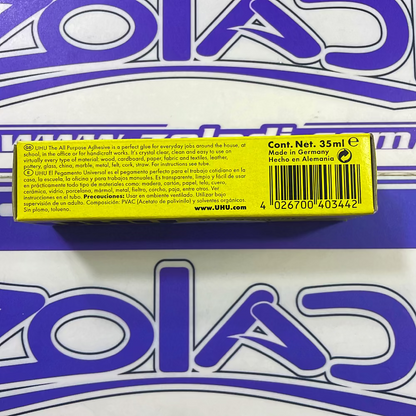 ZOLAD
GB UHU The All Purpose Adhesive is a perfect glue for everyday jobs around the house, at
school, in the office or for handicraft works. It's crystal clear, clean and easy to use on
virtually every type of material: wood, cardboard, paper, fabric and textiles, leather,
pottery, glass, china, marble, metal, felt, cork, straw. For instructions use tube.
E UHU El Pegamento Universal es el pegamento perfecto para el trabajo cotidiano en la
casa, la escuela, la oficina y para trabajos manuales. Es transparente, limpio y fácil de usar
en prácticamente todo tipo de materiales como: madera, cartón, papel, tela, cuero,
cerámica, vidrio, porcelana, mármol, metal, fieltro, corcho, paja y entre otros. Vet
instrucciones en el tubo. Precauciones: Usar en ambiente ventilado. Utilizar bajo
supervisión de un adulto. Composición: PVAC (Acetato de polivinilo) y solventes orgánicos.
Sin plomo, tolueno.
www.UHU.com
Cont. Net. 35ml e
Made in Germany
Hecho en Alemania
4 026700 403442
ZOLAD